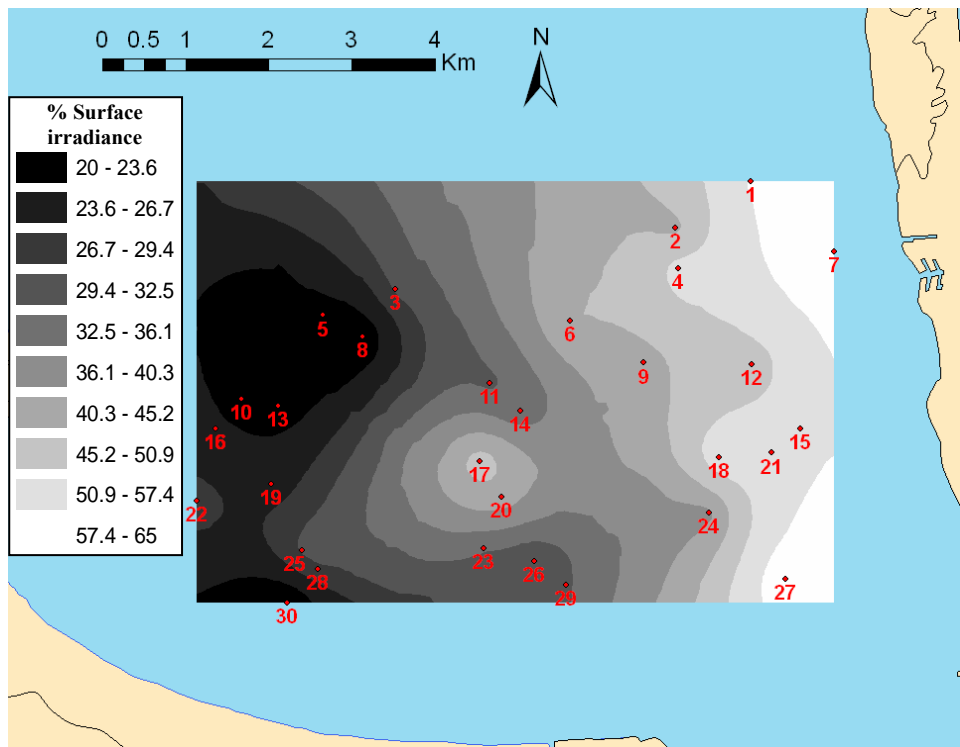 0 0.5 1 2 3 4
Km
N
% Surface
irradiance
20 - 23.6
23.6 - 26.7
26.7 - 29.4
29.4 - 32.5
32.5 - 36.1
36.1 - 40.3
40.3 - 45.2
45.2 - 50.9
50.9 - 57.4
57.4 - 65
1
2
7
4
3
5
6
8
9
12
11
10
13
14
16
15
17
18
21
19
20
22
24
23
25
26
28
29
27
30